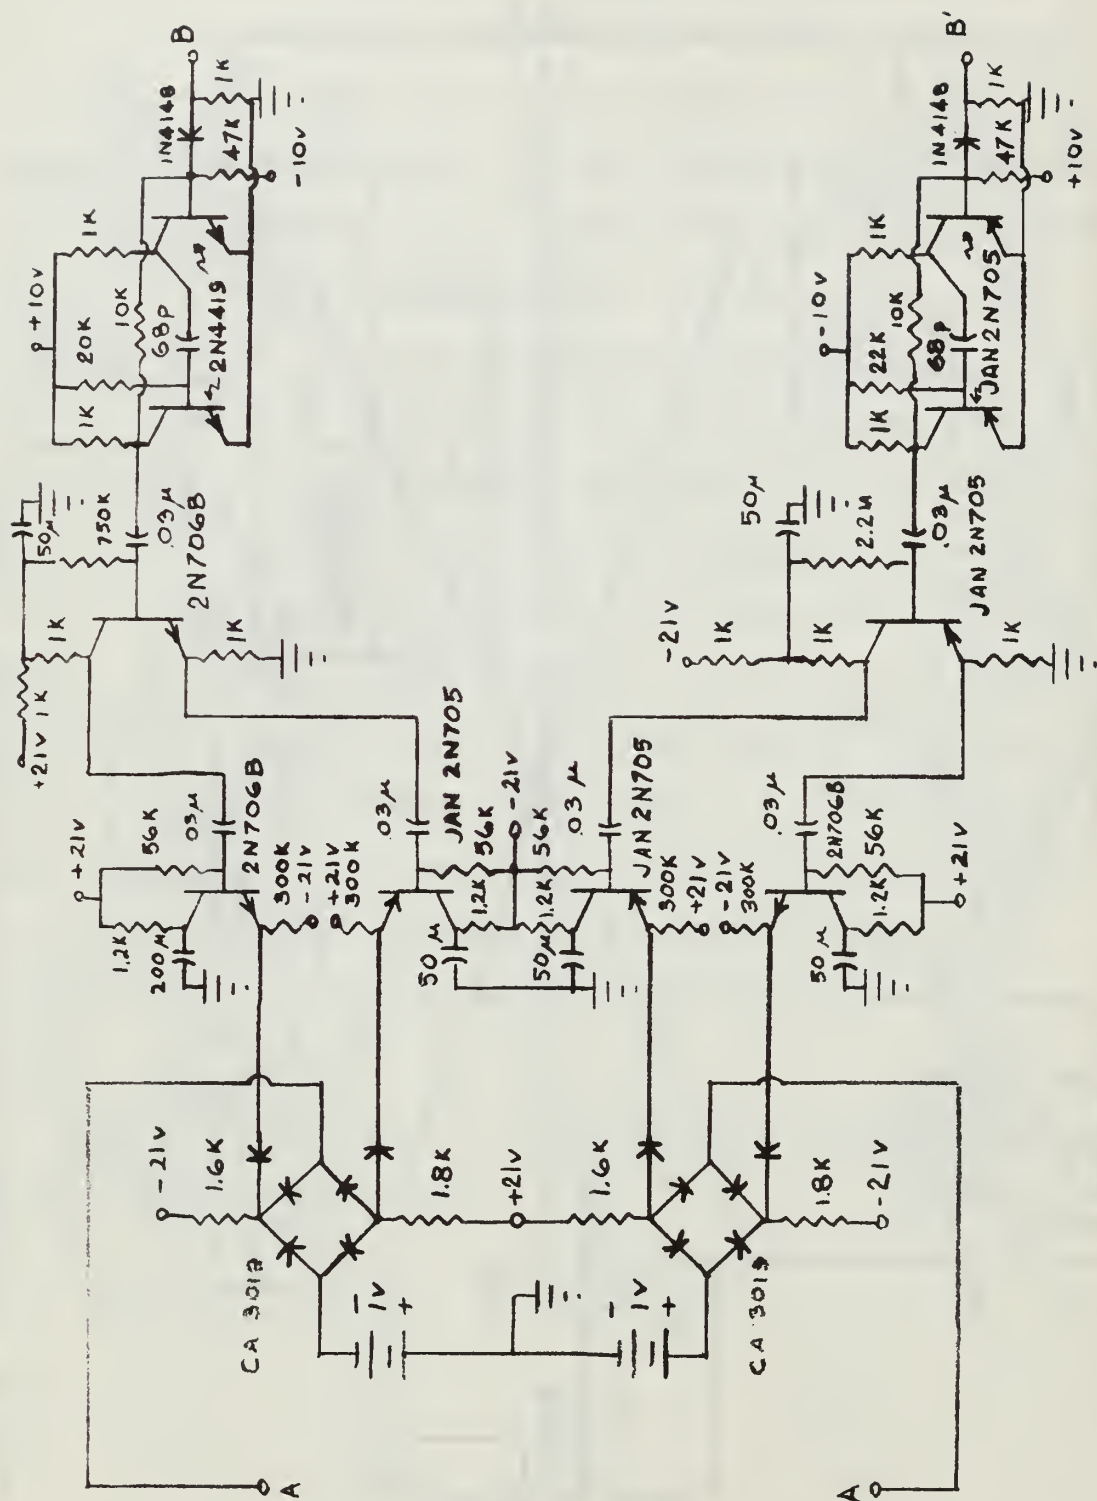 +21V
1K
1K
50µ
750K
.03µ
2N706B
1K
+10V
1K
20K
10K
68P
2N4419
1K
1N414B
B
1K
47K
-10V
+21V
56K
1.2K
200µ
.03µ
2N706B
300K
-21V
+21V
300K
.03µ
JAN 2N705
56K
-21V
56K
1.2K
1.2K
50µ
50µ
.03µ
JAN 2N705
300K
+21V
-21V
300K
.03µ
2N706B
56K
1.2K
50µ
+21V
-21V
1K
1K
50µ
2.2M
.03µ
JAN 2N705
1K
-10V
1K
22K
10K
68P
JAN 2N705
1K
1N414B
B'
1K
47K
+10V
-21V
1.6K
1.8K
+21V
1.6K
1.8K
-21V
CA 3019
- 1V +
- 1V +
CA 3019
A
A